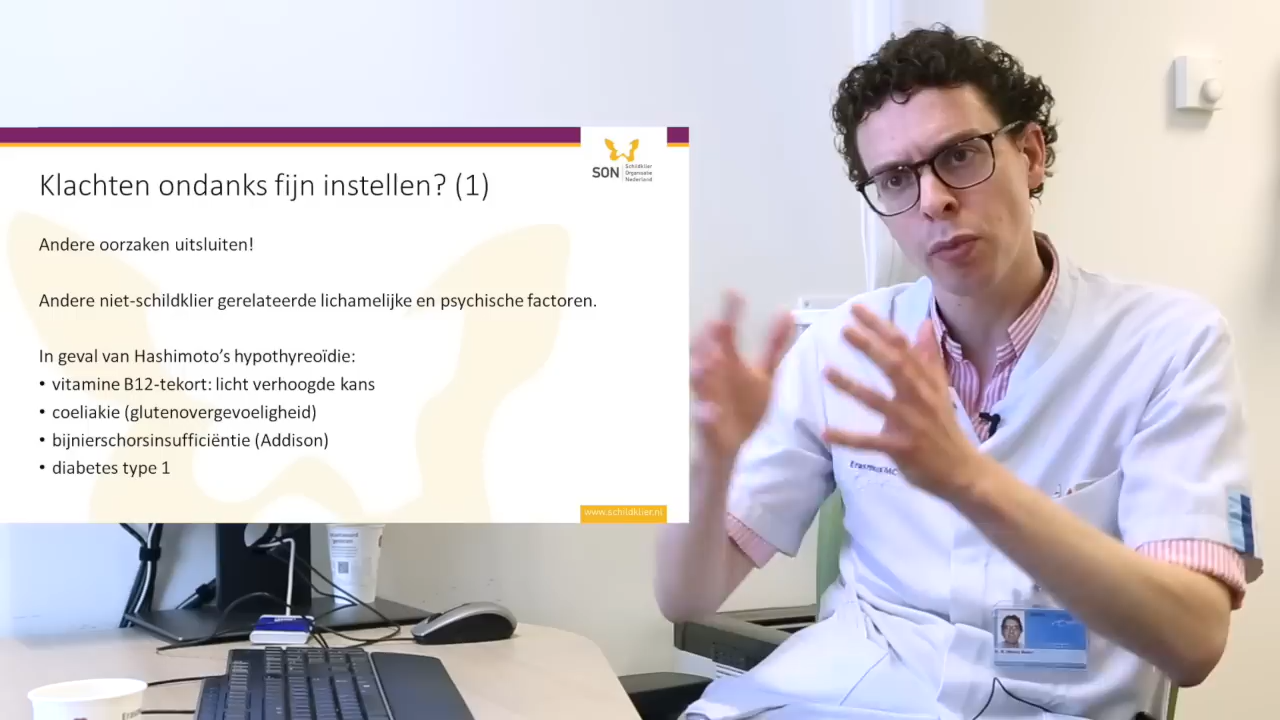 SON
Schildklier
Organisatie
Nederland
Klachten ondanks fijn instellen? (1)
Andere oorzaken uitsluiten!
Andere niet-schildklier gerelateerde lichamelijke en psychische factoren.
In geval van Hashimoto's hypothyreoïdie:
• vitamine B12-tekort: licht verhoogde kans
• coeliakie (glutenovergevoeligheid)
• bijnierschorsinsufficiëntie (Addison)
• diabetes type 1
www.schildklier.nl
Erasmus MC